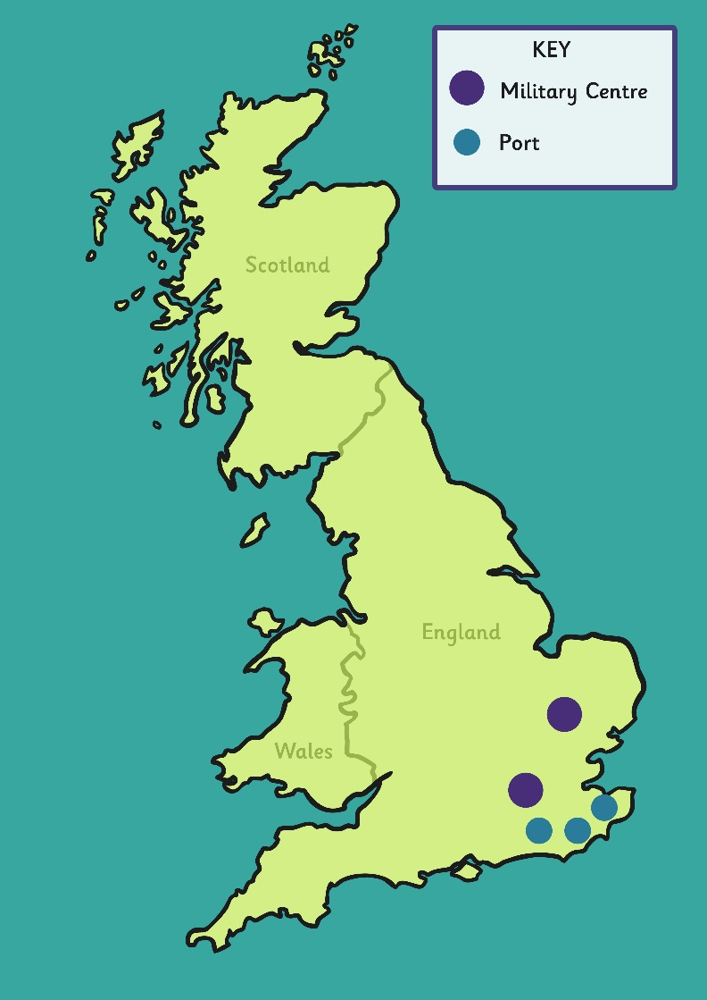 KEY
Military Centre
Port
Scotland
England
Wales